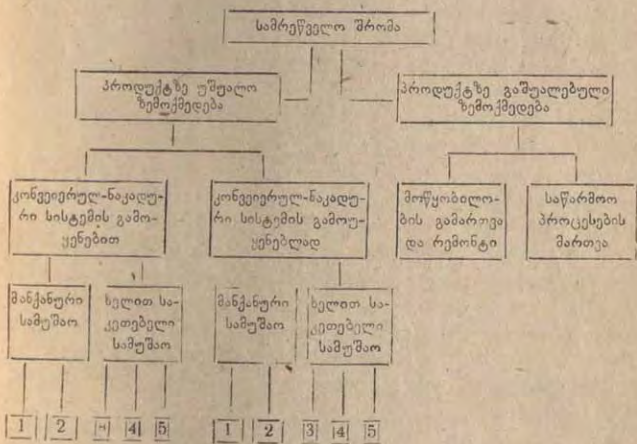 სამრეწველო შრომა
პროდუქტზე უშუალო
ზემოქმედება
პროდუქტზე გაშუალებული
ზემოქმედება
კონვეიერულ-ნაკადუ-
რი სისტემის გამო-
ყენებით
კონვეიერულ-ნაკადუ-
რი სისტემის გამოუ-
ყენებლად
მოწყობილო-
ბის გამართვა
და რემონტი
საწარმოო
პროცესების
მართვა
მანქანური
სამუშაო
ხელით სა-
კეთებელი
სამუშაო
მანქანური
სამუშაო
ხელით სა-
კეთებელი
სამუშაო
1 2 4 5 1 2 3 4 5